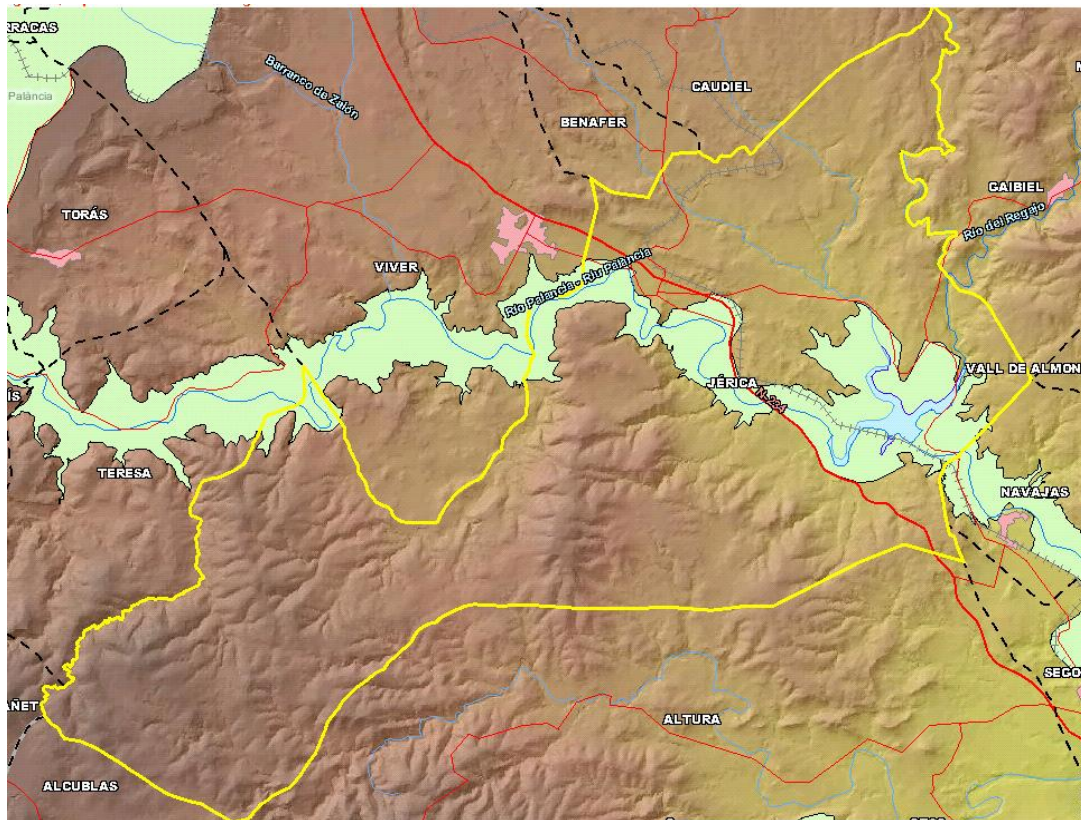 RRACAS
Palància
Barranco de Zalón
CAUDIEL
BENAFER
GAIBIEL
TORÁS
Río del Regajo
VIVER
Río Palancia - Riu Palància
VALL DE ALMON
JÉRICA
N-234
IS
TERESA
NAVAJAS
SEGO
AÑET
ALTURA
ALCUBLAS